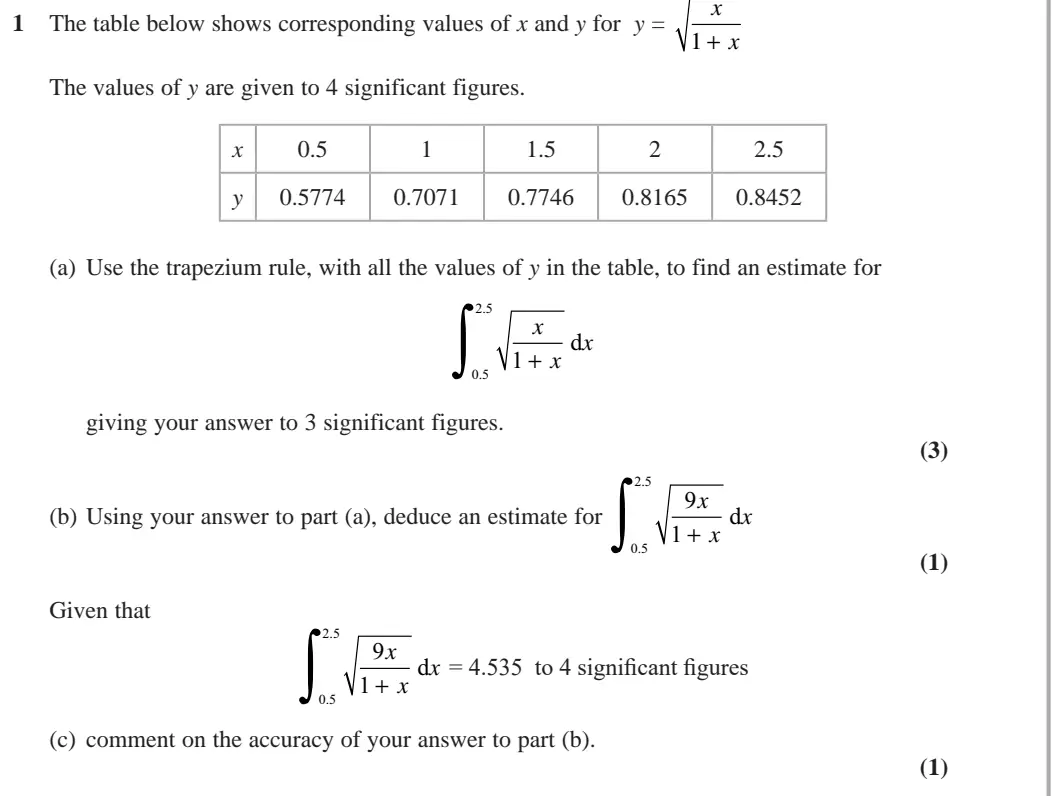 1 The table below shows corresponding values of x and y for y = √(x/(1 + x))
The values of y are given to 4 significant figures.
x 0.5 1 1.5 2 2.5
y 0.5774 0.7071 0.7746 0.8165 0.8452
(a) Use the trapezium rule, with all the values of y in the table, to find an estimate for
∫_{0.5}^{2.5} √(x/(1 + x)) dx
giving your answer to 3 significant figures.
(3)
(b) Using your answer to part (a), deduce an estimate for ∫_{0.5}^{2.5} √(9x/(1 + x)) dx
(1)
Given that
∫_{0.5}^{2.5} √(9x/(1 + x)) dx = 4.535 to 4 significant figures
(c) comment on the accuracy of your answer to part (b).
(1)